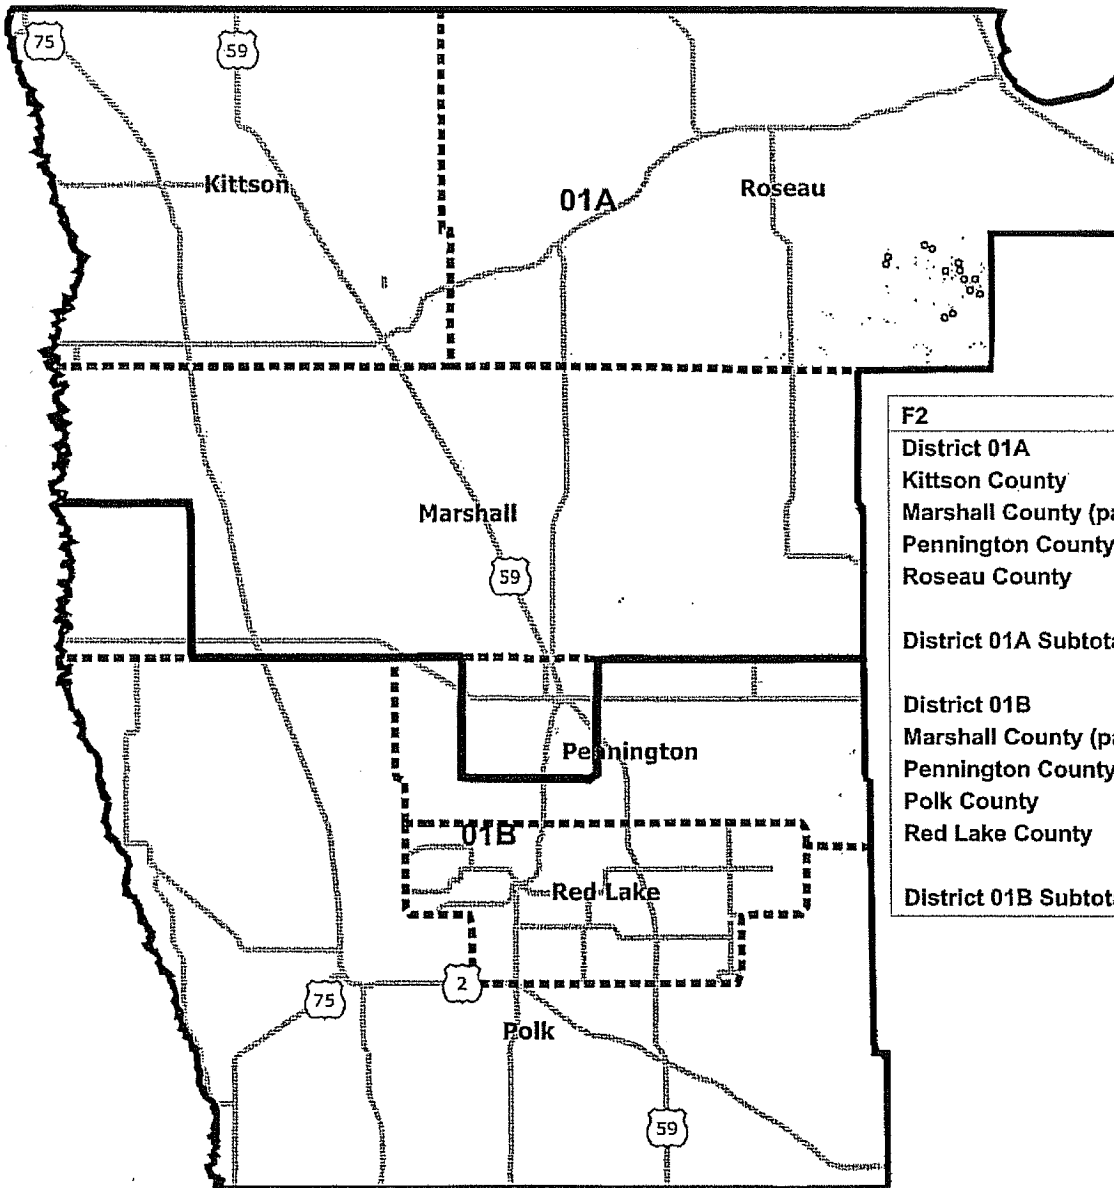 75
59
Kittson
01A
Roseau
Marshall
59
Pennington
01B
Red Lake
2
75
Polk
59
F2
District 01A
Kittson County
Marshall County (pa
Pennington County
Roseau County
District 01A Subtota
District 01B
Marshall County (pa
Pennington County
Polk County
Red Lake County
District 01B Subtota